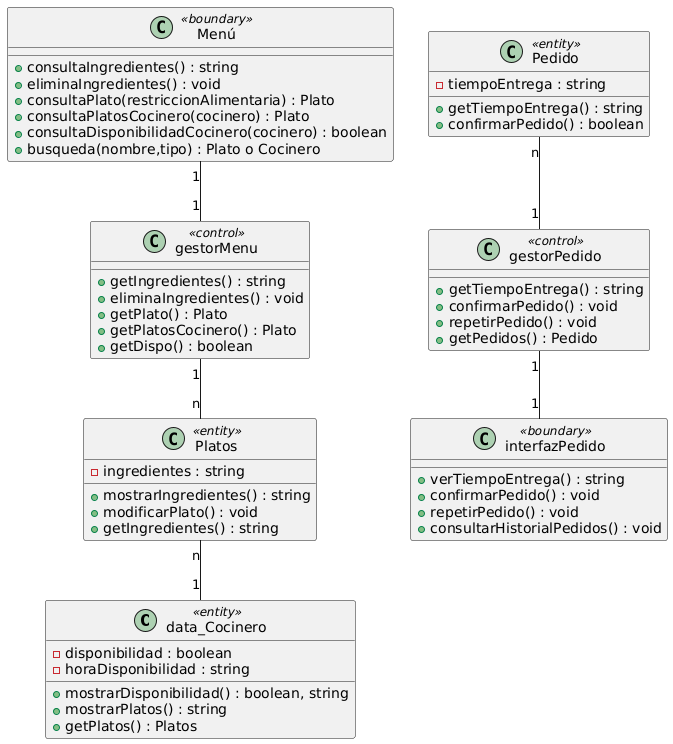 «boundary»
C Menú
consultaIngredientes() : string
eliminaIngredientes() : void
consultaPlato(restriccionAlimentaria) : Plato
consultaPlatosCocinero(cocinero) : Plato
consultaDisponibilidadCocinero(cocinero) : boolean
busqueda(nombre,tipo) : Plato o Cocinero
1
1
«control»
C gestorMenu
getIngredientes() : string
eliminaIngredientes() : void
getPlato() : Plato
getPlatosCocinero() : Plato
getDispo() : boolean
1
n
«entity»
C Platos
ingredientes : string
mostrarIngredientes() : string
modificarPlato() : void
getIngredientes() : string
n
1
«entity»
C data_Cocinero
disponibilidad : boolean
horaDisponibilidad : string
mostrarDisponibilidad() : boolean, string
mostrarPlatos() : string
getPlatos() : Platos
«entity»
C Pedido
tiempoEntrega : string
getTiempoEntrega() : string
confirmarPedido() : boolean
n
1
«control»
C gestorPedido
getTiempoEntrega() : string
confirmarPedido() : void
repetirPedido() : void
getPedidos() : Pedido
1
1
«boundary»
C interfazPedido
verTiempoEntrega() : string
confirmarPedido() : void
repetirPedido() : void
consultarHistorialPedidos() : void